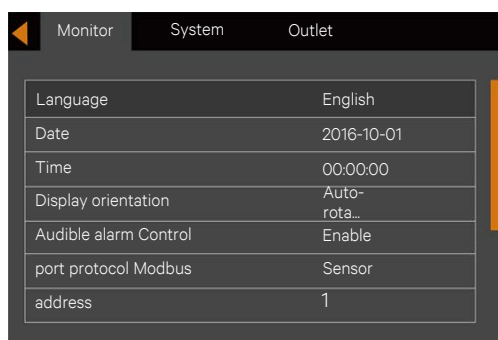 Monitor System Outlet
Language English
Date 2016-10-01
Time 00:00:00
Display orientation Auto-
rota...
Audible alarm Control Enable
port protocol Modbus Sensor
address 1